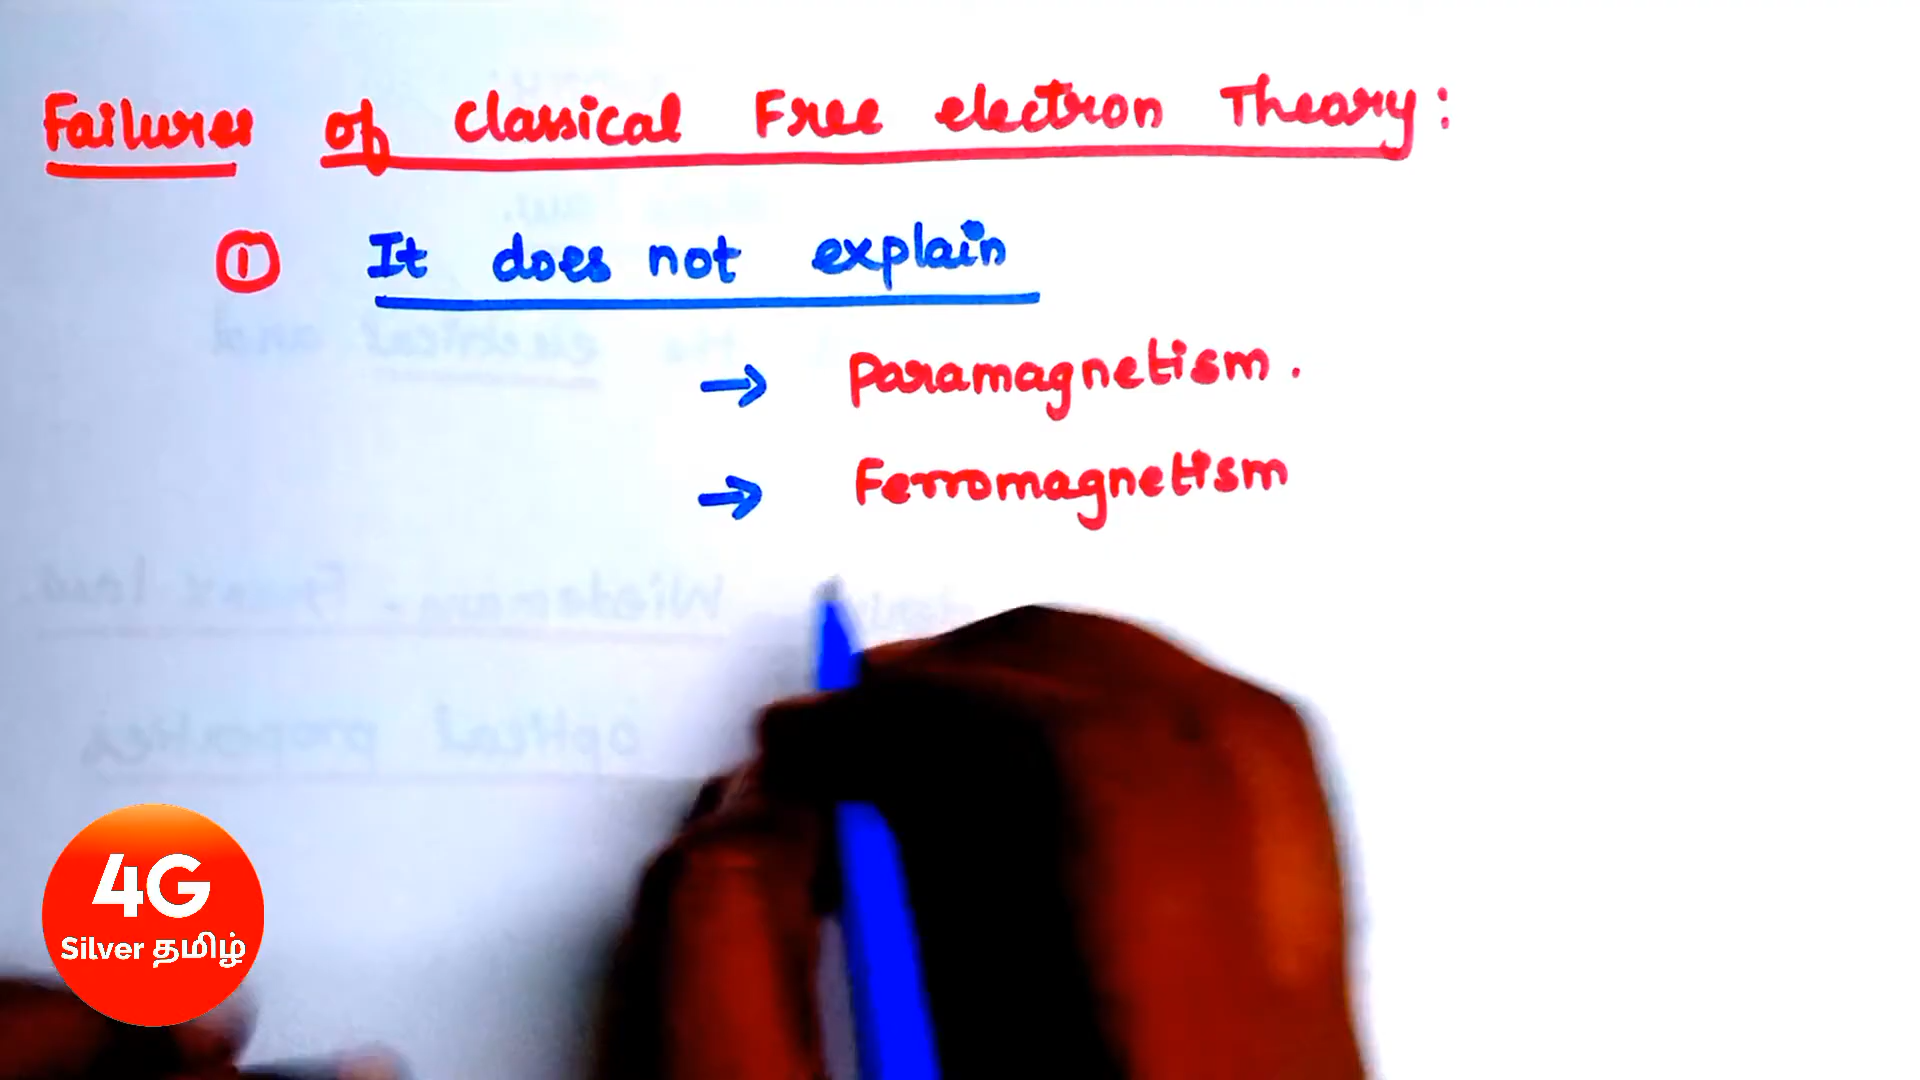 Failures of classical Free electron Theory:
① It does not explain
→ Paramagnetism.
→ Ferromagnetism
4G
Silver தமிழ்